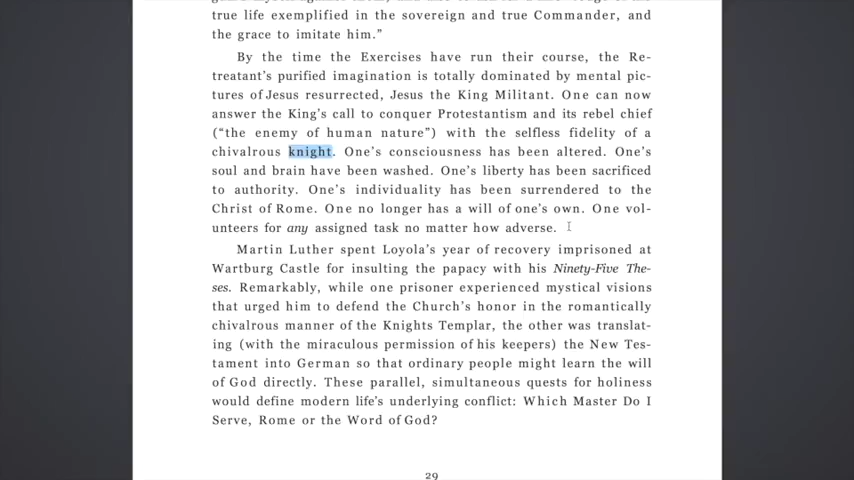 true life exemplified in the sovereign and true Commander, and
the grace to imitate him.”
By the time the Exercises have run their course, the Re-
treatant’s purified imagination is totally dominated by mental pic-
tures of Jesus resurrected, Jesus the King Militant. One can now
answer the King’s call to conquer Protestantism and its rebel chief
(“the enemy of human nature”) with the selfless fidelity of a
chivalrous knight. One’s consciousness has been altered. One’s
soul and brain have been washed. One’s liberty has been sacrificed
to authority. One’s individuality has been surrendered to the
Christ of Rome. One no longer has a will of one’s own. One vol-
unteers for any assigned task no matter how adverse.
Martin Luther spent Loyola’s year of recovery imprisoned at
Wartburg Castle for insulting the papacy with his Ninety-Five The-
ses. Remarkably, while one prisoner experienced mystical visions
that urged him to defend the Church’s honor in the romantically
chivalrous manner of the Knights Templar, the other was translat-
ing (with the miraculous permission of his keepers) the New Tes-
tament into German so that ordinary people might learn the will
of God directly. These parallel, simultaneous quests for holiness
would define modern life’s underlying conflict: Which Master Do I
Serve, Rome or the Word of God?
29